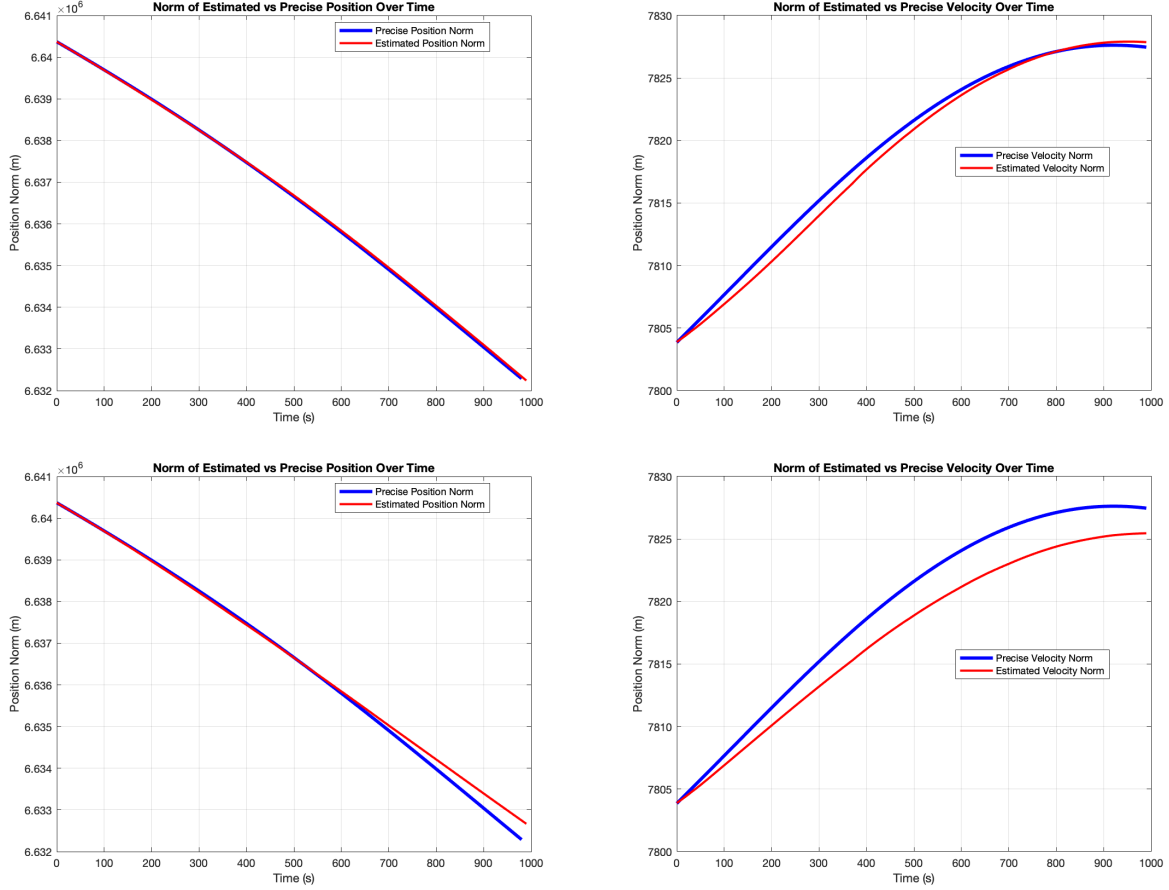 Norm of Estimated vs Precise Position Over Time
×10⁶
6.641
6.64
6.639
6.638
6.637
6.636
6.635
6.634
6.633
6.632
Position Norm (m)
Precise Position Norm
Estimated Position Norm
0 100 200 300 400 500 600 700 800 900 1000
Time (s)
Norm of Estimated vs Precise Velocity Over Time
7830
7825
7820
7815
7810
7805
7800
Position Norm (m)
Precise Velocity Norm
Estimated Velocity Norm
0 100 200 300 400 500 600 700 800 900 1000
Time (s)
Norm of Estimated vs Precise Position Over Time
×10⁶
6.641
6.64
6.639
6.638
6.637
6.636
6.635
6.634
6.633
6.632
Position Norm (m)
Precise Position Norm
Estimated Position Norm
0 100 200 300 400 500 600 700 800 900 1000
Time (s)
Norm of Estimated vs Precise Velocity Over Time
7830
7825
7820
7815
7810
7805
7800
Position Norm (m)
Precise Velocity Norm
Estimated Velocity Norm
0 100 200 300 400 500 600 700 800 900 1000
Time (s)